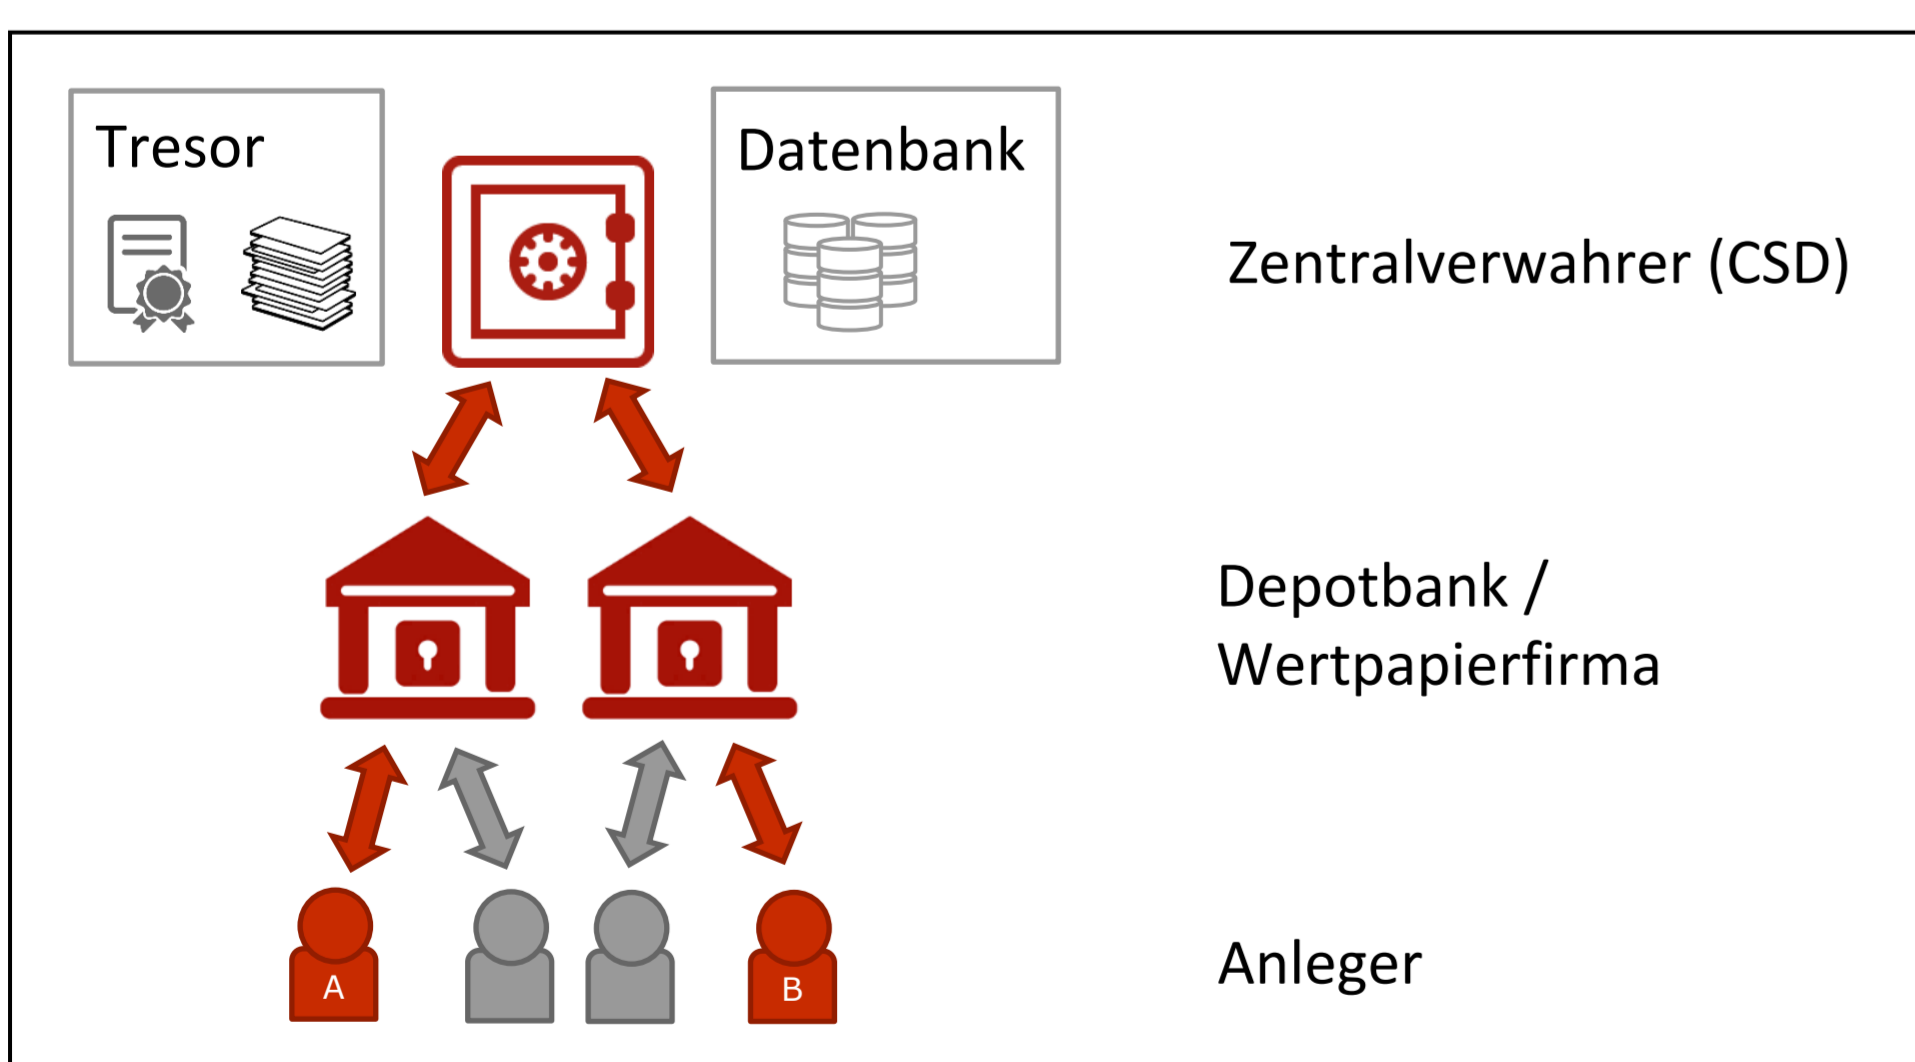 Tresor
Datenbank
Zentralverwahrer (CSD)
Depotbank /
Wertpapierfirma
Anleger
A
B